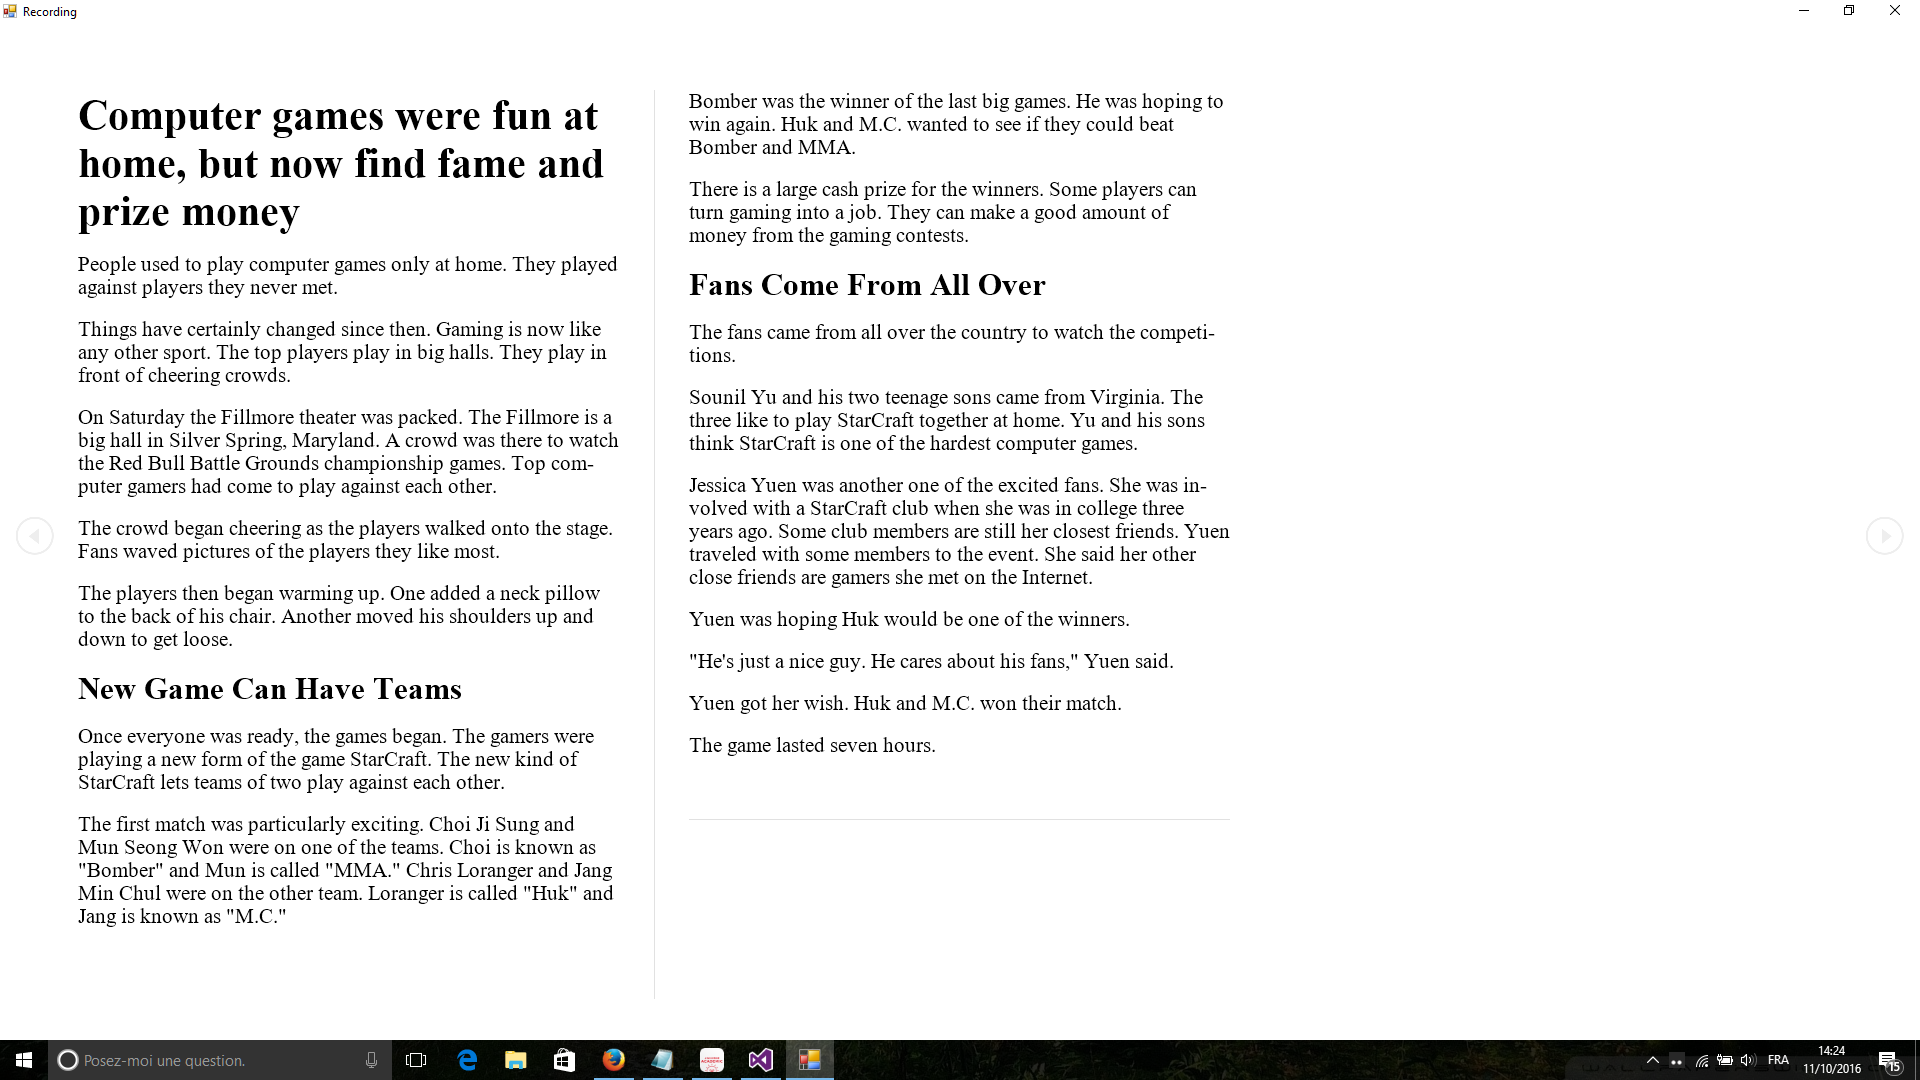 Recording
Computer games were fun at
home, but now find fame and
prize money
People used to play computer games only at home. They played
against players they never met.
Things have certainly changed since then. Gaming is now like
any other sport. The top players play in big halls. They play in
front of cheering crowds.
On Saturday the Fillmore theater was packed. The Fillmore is a
big hall in Silver Spring, Maryland. A crowd was there to watch
the Red Bull Battle Grounds championship games. Top com-
puter gamers had come to play against each other.
The crowd began cheering as the players walked onto the stage.
Fans waved pictures of the players they like most.
The players then began warming up. One added a neck pillow
to the back of his chair. Another moved his shoulders up and
down to get loose.
New Game Can Have Teams
Once everyone was ready, the games began. The gamers were
playing a new form of the game StarCraft. The new kind of
StarCraft lets teams of two play against each other.
The first match was particularly exciting. Choi Ji Sung and
Mun Seong Won were on one of the teams. Choi is known as
"Bomber" and Mun is called "MMA." Chris Loranger and Jang
Min Chul were on the other team. Loranger is called "Huk" and
Jang is known as "M.C."
Bomber was the winner of the last big games. He was hoping to
win again. Huk and M.C. wanted to see if they could beat
Bomber and MMA.
There is a large cash prize for the winners. Some players can
turn gaming into a job. They can make a good amount of
money from the gaming contests.
Fans Come From All Over
The fans came from all over the country to watch the competi-
tions.
Sounil Yu and his two teenage sons came from Virginia. The
three like to play StarCraft together at home. Yu and his sons
think StarCraft is one of the hardest computer games.
Jessica Yuen was another one of the excited fans. She was in-
volved with a StarCraft club when she was in college three
years ago. Some club members are still her closest friends. Yuen
traveled with some members to the event. She said her other
close friends are gamers she met on the Internet.
Yuen was hoping Huk would be one of the winners.
"He's just a nice guy. He cares about his fans," Yuen said.
Yuen got her wish. Huk and M.C. won their match.
The game lasted seven hours.
Posez-moi une question.
FRA
14:24
11/10/2016
15